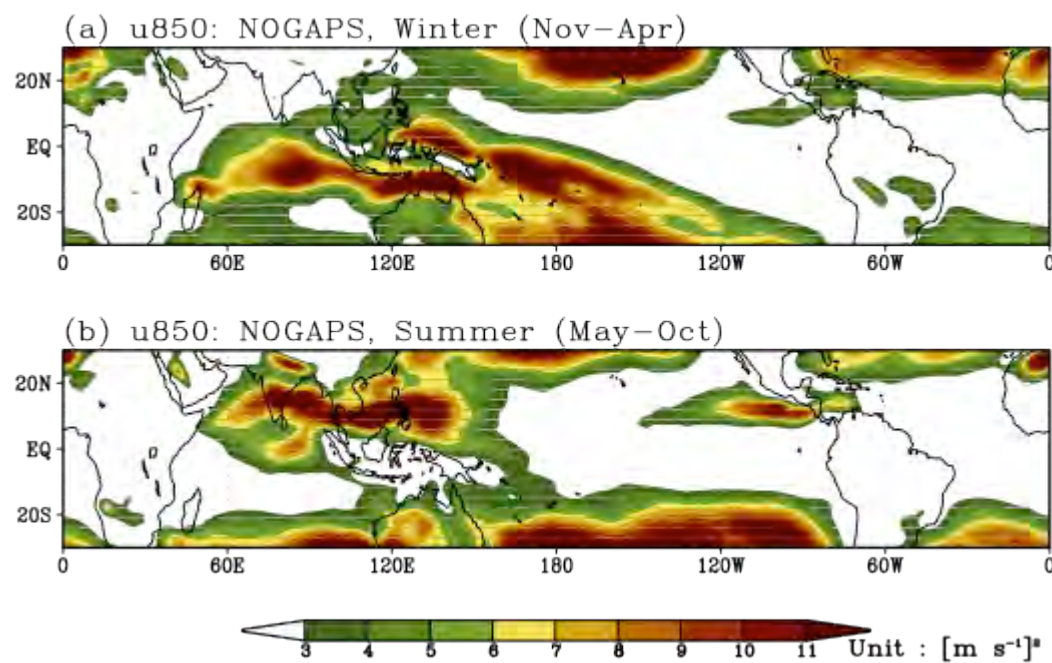 (a) u850: NOGAPS, Winter (Nov-Apr)
20N
EQ
20S
0 60E 120E 180 120W 60W 0
(b) u850: NOGAPS, Summer (May-Oct)
20N
EQ
20S
0 60E 120E 180 120W 60W 0
3 4 5 6 7 8 9 10 11 Unit : [m s⁻¹]²